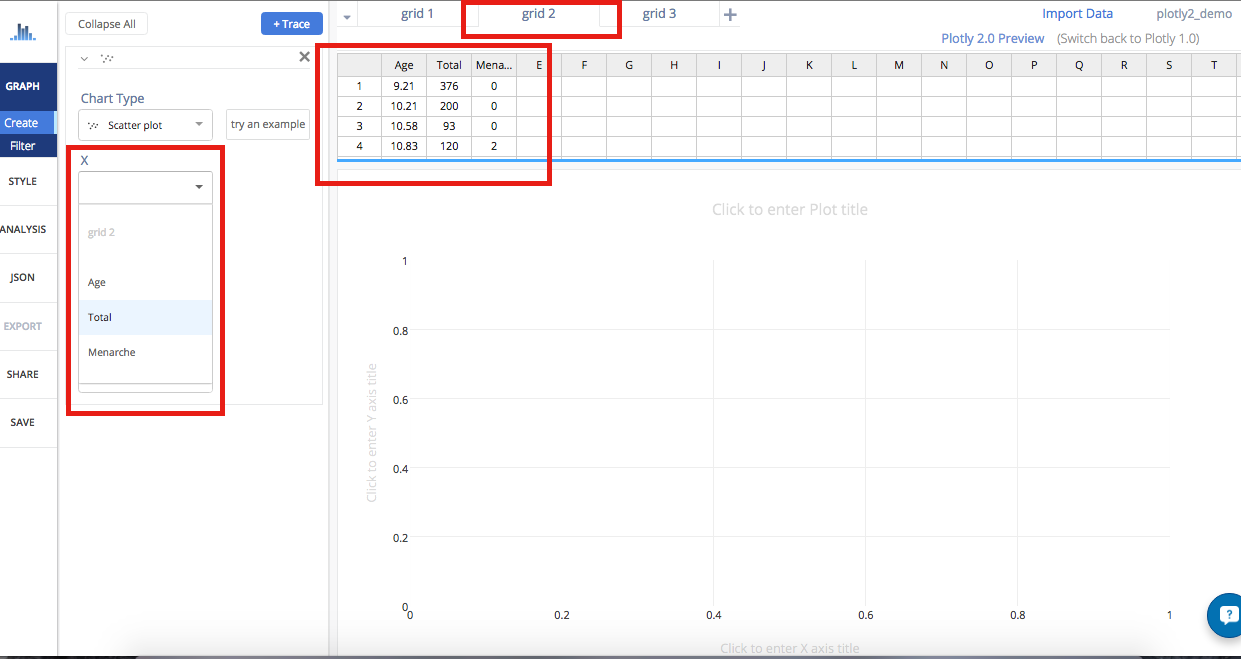 Collapse All
+ Trace
grid 1
grid 2
grid 3
Import Data
plotly2_demo
Plotly 2.0 Preview
(Switch back to Plotly 1.0)
GRAPH
Create
Filter
STYLE
ANALYSIS
JSON
EXPORT
SHARE
SAVE
Chart Type
Scatter plot
try an example
X
grid 2
Age
Total
Menarche
Age Total Mena... E F G H I J K L M N O P Q R S T
1 9.21 376 0
2 10.21 200 0
3 10.58 93 0
4 10.83 120 2
Click to enter Plot title
Click to enter Y axis title
1
0.8
0.6
0.4
0.2
0
0 0.2 0.4 0.6 0.8 1
Click to enter X axis title
?